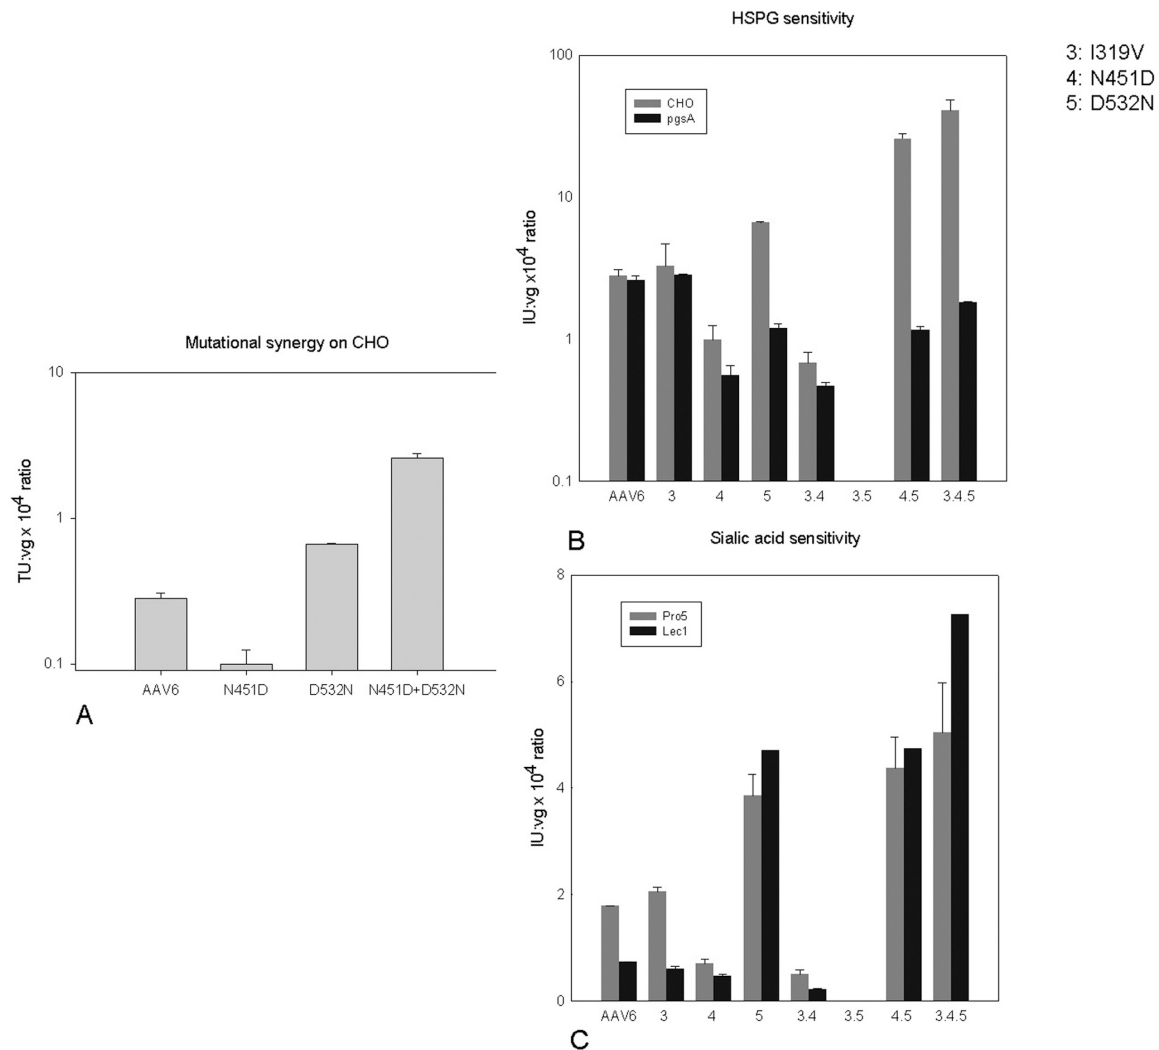 HSPG sensitivity
3: I319V
4: N451D
5: D532N
100
10
1
0.1
IU:vg x10⁴ ratio
CHO
pgsA
AAV6 3 4 5 3.4 3.5 4.5 3.4.5
B
Mutational synergy on CHO
10
1
0.1
TU:vg x 10⁴ ratio
AAV6 N451D D532N N451D+D532N
A
Sialic acid sensitivity
8
6
4
2
0
IU:vg x 10⁴ ratio
Pro5
Lec1
AAV6 3 4 5 3.4 3.5 4.5 3.4.5
C